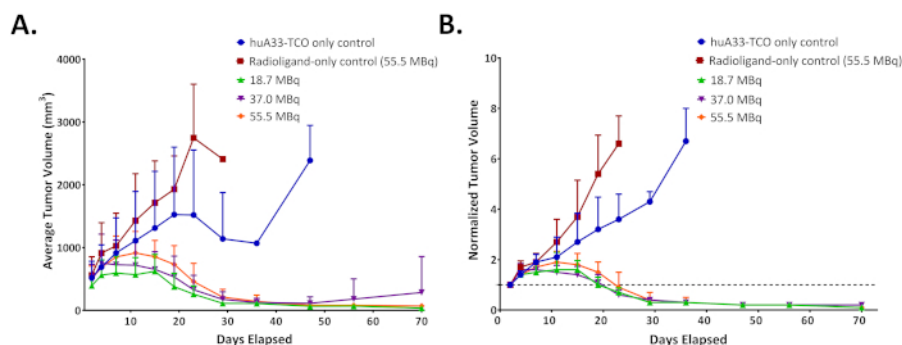 A.
huA33-TCO only control
Radioligand-only control (55.5 MBq)
18.7 MBq
37.0 MBq
55.5 MBq
Average Tumor Volume (mm³)
4000
3000
2000
1000
0
10
20
30
40
50
60
70
Days Elapsed
B.
huA33-TCO only control
Radioligand-only control (55.5 MBq)
18.7 MBq
37.0 MBq
55.5 MBq
Normalized Tumor Volume
10
8
6
4
2
0
10
20
30
40
50
60
70
Days Elapsed